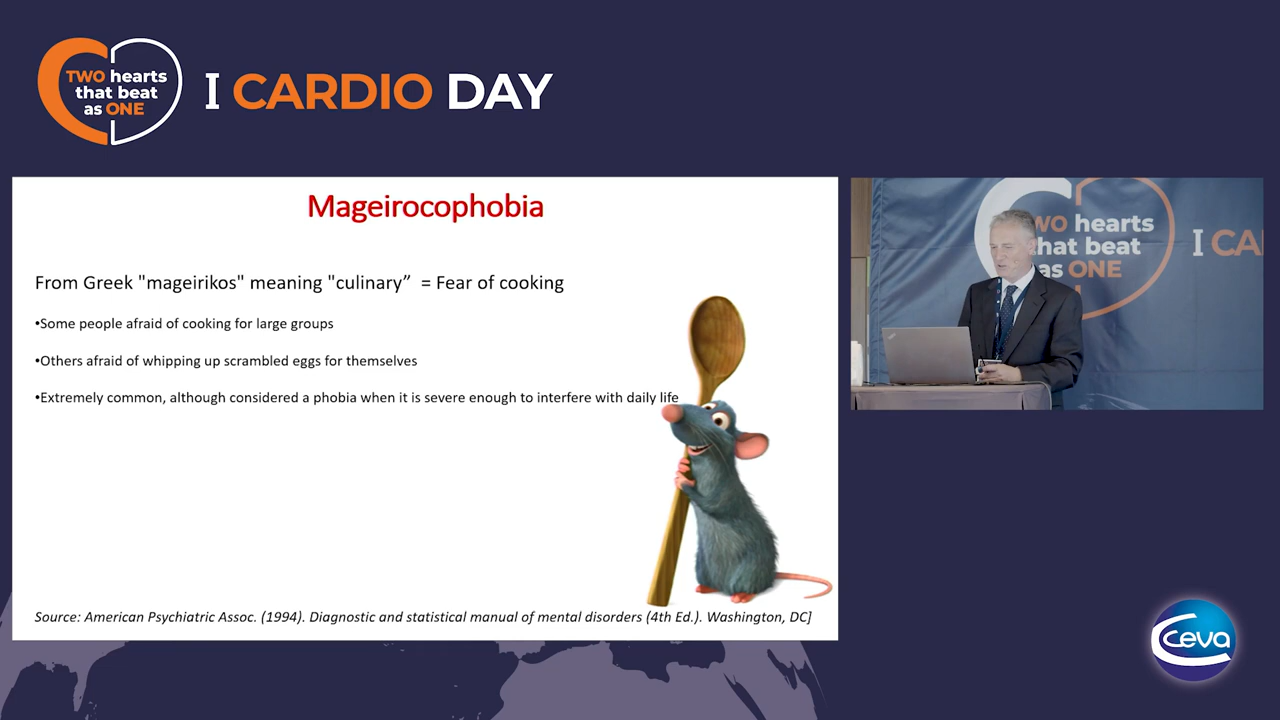 TWO hearts
that beat
as ONE
I CARDIO DAY
Mageirocophobia
From Greek "mageirikos" meaning "culinary” = Fear of cooking
•Some people afraid of cooking for large groups
•Others afraid of whipping up scrambled eggs for themselves
•Extremely common, although considered a phobia when it is severe enough to interfere with daily life
Source: American Psychiatric Assoc. (1994). Diagnostic and statistical manual of mental disorders (4th Ed.). Washington, DC]
WO hearts
hat beat
as ONE
I CA
Ceva